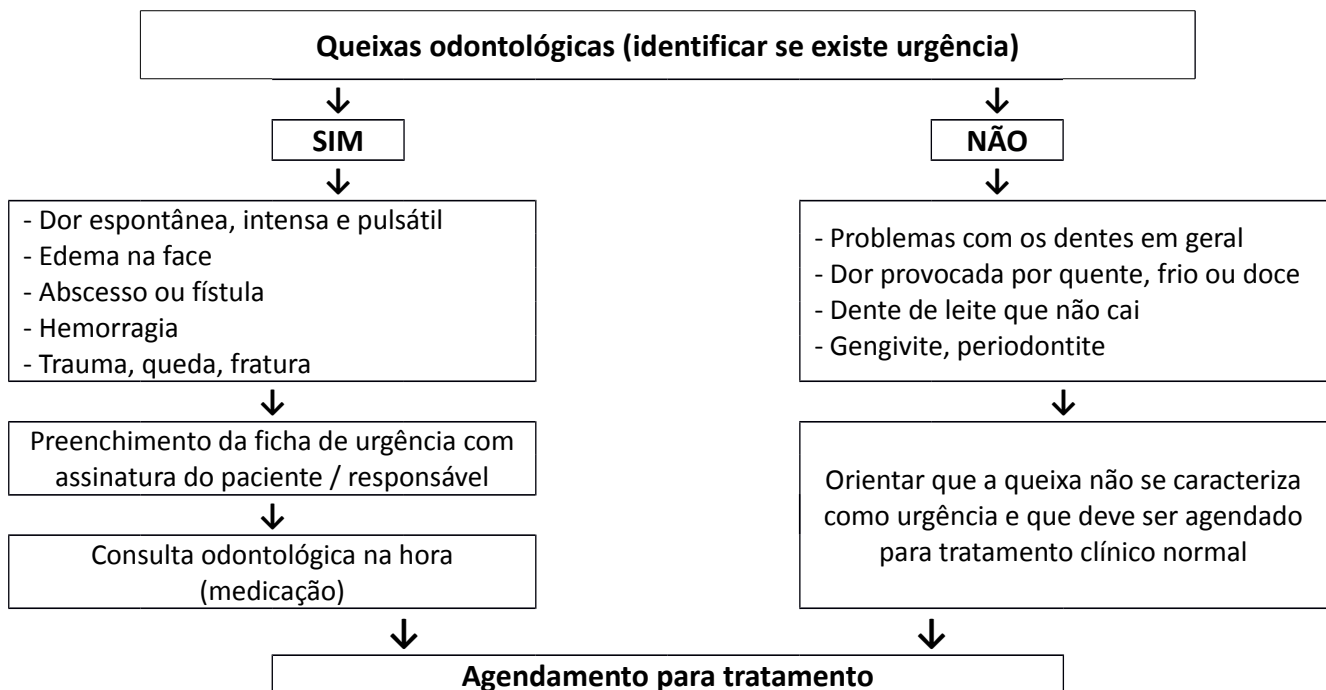 Queixas odontológicas (identificar se existe urgência)
SIM
- Dor espontânea, intensa e pulsátil
- Edema na face
- Abscesso ou fístula
- Hemorragia
- Trauma, queda, fratura
Preenchimento da ficha de urgência com
assinatura do paciente / responsável
Consulta odontológica na hora
(medicação)
NÃO
- Problemas com os dentes em geral
- Dor provocada por quente, frio ou doce
- Dente de leite que não cai
- Gengivite, periodontite
Orientar que a queixa não se caracteriza
como urgência e que deve ser agendado
para tratamento clínico normal
Agendamento para tratamento